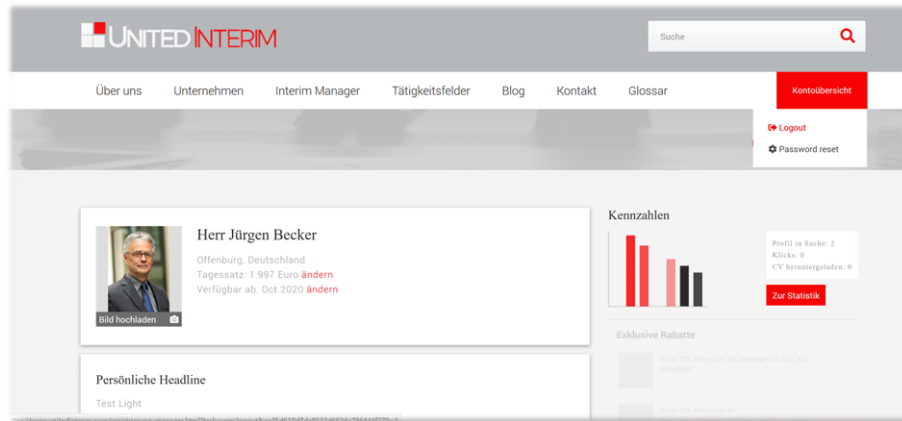 UNITED INTERIM
Suche
Über uns Unternehmen Interim Manager Tätigkeitsfelder Blog Kontakt Glossar Kontoübersicht
Logout
Password reset
Herr Jürgen Becker
Offenburg, Deutschland
Tagessatz: 1.997 Euro ändern
Verfügbar ab: Oct 2020 ändern
Bild hochladen
Kennzahlen
Profil in Suche: 2
Klicks: 0
CV heruntergeladen: 0
Zur Statistik
Exklusive Rabatte
Persönliche Headline
Test Light